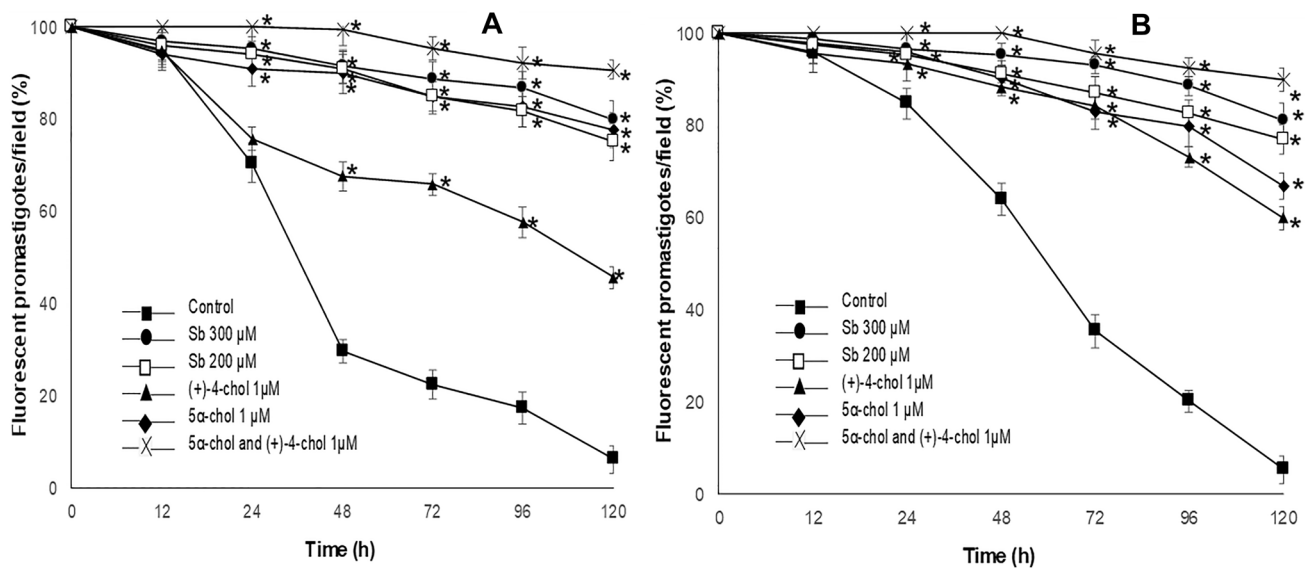 A
Fluorescent promastigotes/field (%)
100
80
60
40
20
0
Control
Sb 300 µM
Sb 200 µM
(+)-4-chol 1µM
5α-chol 1 µM
5α-chol and (+)-4-chol 1µM
* * * * *
* * * * *
* * * * *
* * * * *
* * * *
0 12 24 48 72 96 120
Time (h)
B
Fluorescent promastigotes/field (%)
100
80
60
40
20
0
Control
Sb 300 µM
Sb 200 µM
(+)-4-chol 1µM
5α-chol 1 µM
5α-chol and (+)-4-chol 1µM
0 12 24 48 72 96 120
Time (h)